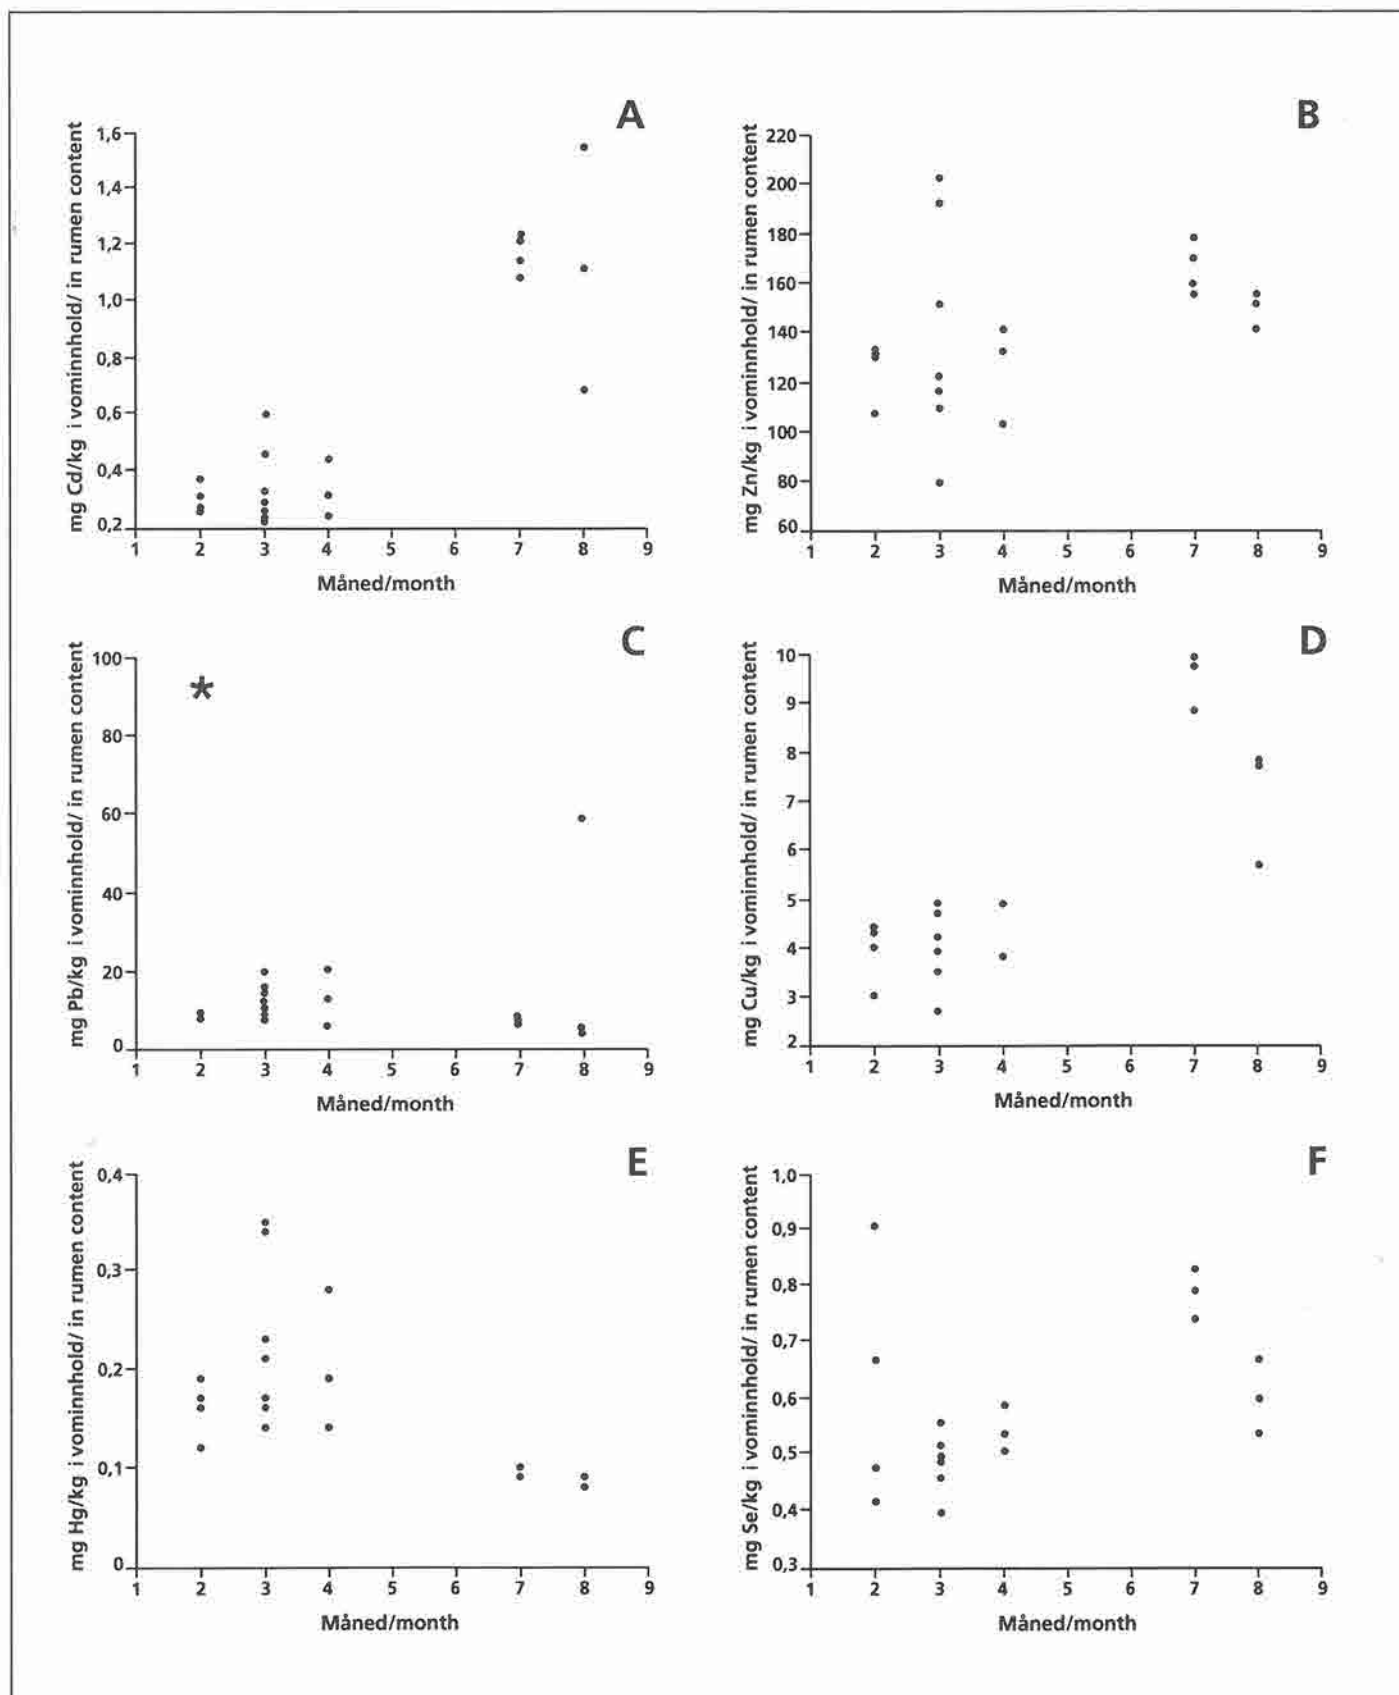 A
mg Cd/kg i vominnhold/ in rumen content
1,6
1,4
1,2
1,0
0,8
0,6
0,4
0,2
1 2 3 4 5 6 7 8 9
Måned/month
B
mg Zn/kg i vominnhold/ in rumen content
220
200
180
160
140
120
100
80
60
1 2 3 4 5 6 7 8 9
Måned/month
C
mg Pb/kg i vominnhold/ in rumen content
100
80
60
40
20
0
*
1 2 3 4 5 6 7 8 9
Måned/month
D
mg Cu/kg i vominnhold/ in rumen content
10
9
8
7
6
5
4
3
2
1 2 3 4 5 6 7 8 9
Måned/month
E
mg Hg/kg i vominnhold/ in rumen content
0,4
0,3
0,2
0,1
0
1 2 3 4 5 6 7 8 9
Måned/month
F
mg Se/kg i vominnhold/ in rumen content
1,0
0,9
0,8
0,7
0,6
0,5
0,4
0,3
1 2 3 4 5 6 7 8 9
Måned/month